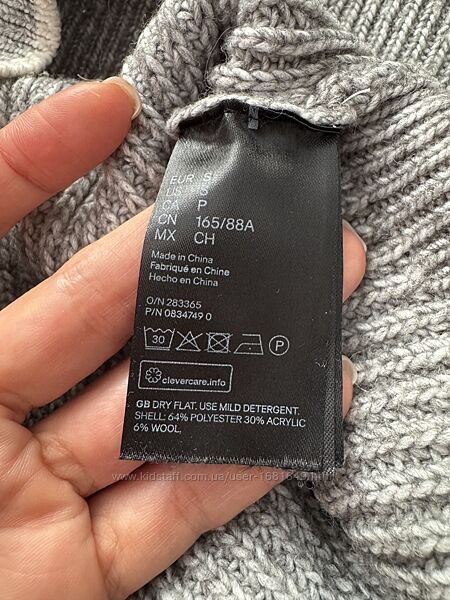 EUR S
US S
CA P
CN 165/88A
MX CH
Made in China
Fabriqué en Chine
Hecho en China
O/N 283365
P/N 0834749 0
30 P
clevercare.info
GB DRY FLAT. USE MILD DETERGENT.
SHELL: 64% POLYESTER 30% ACRYLIC
6% WOOL,